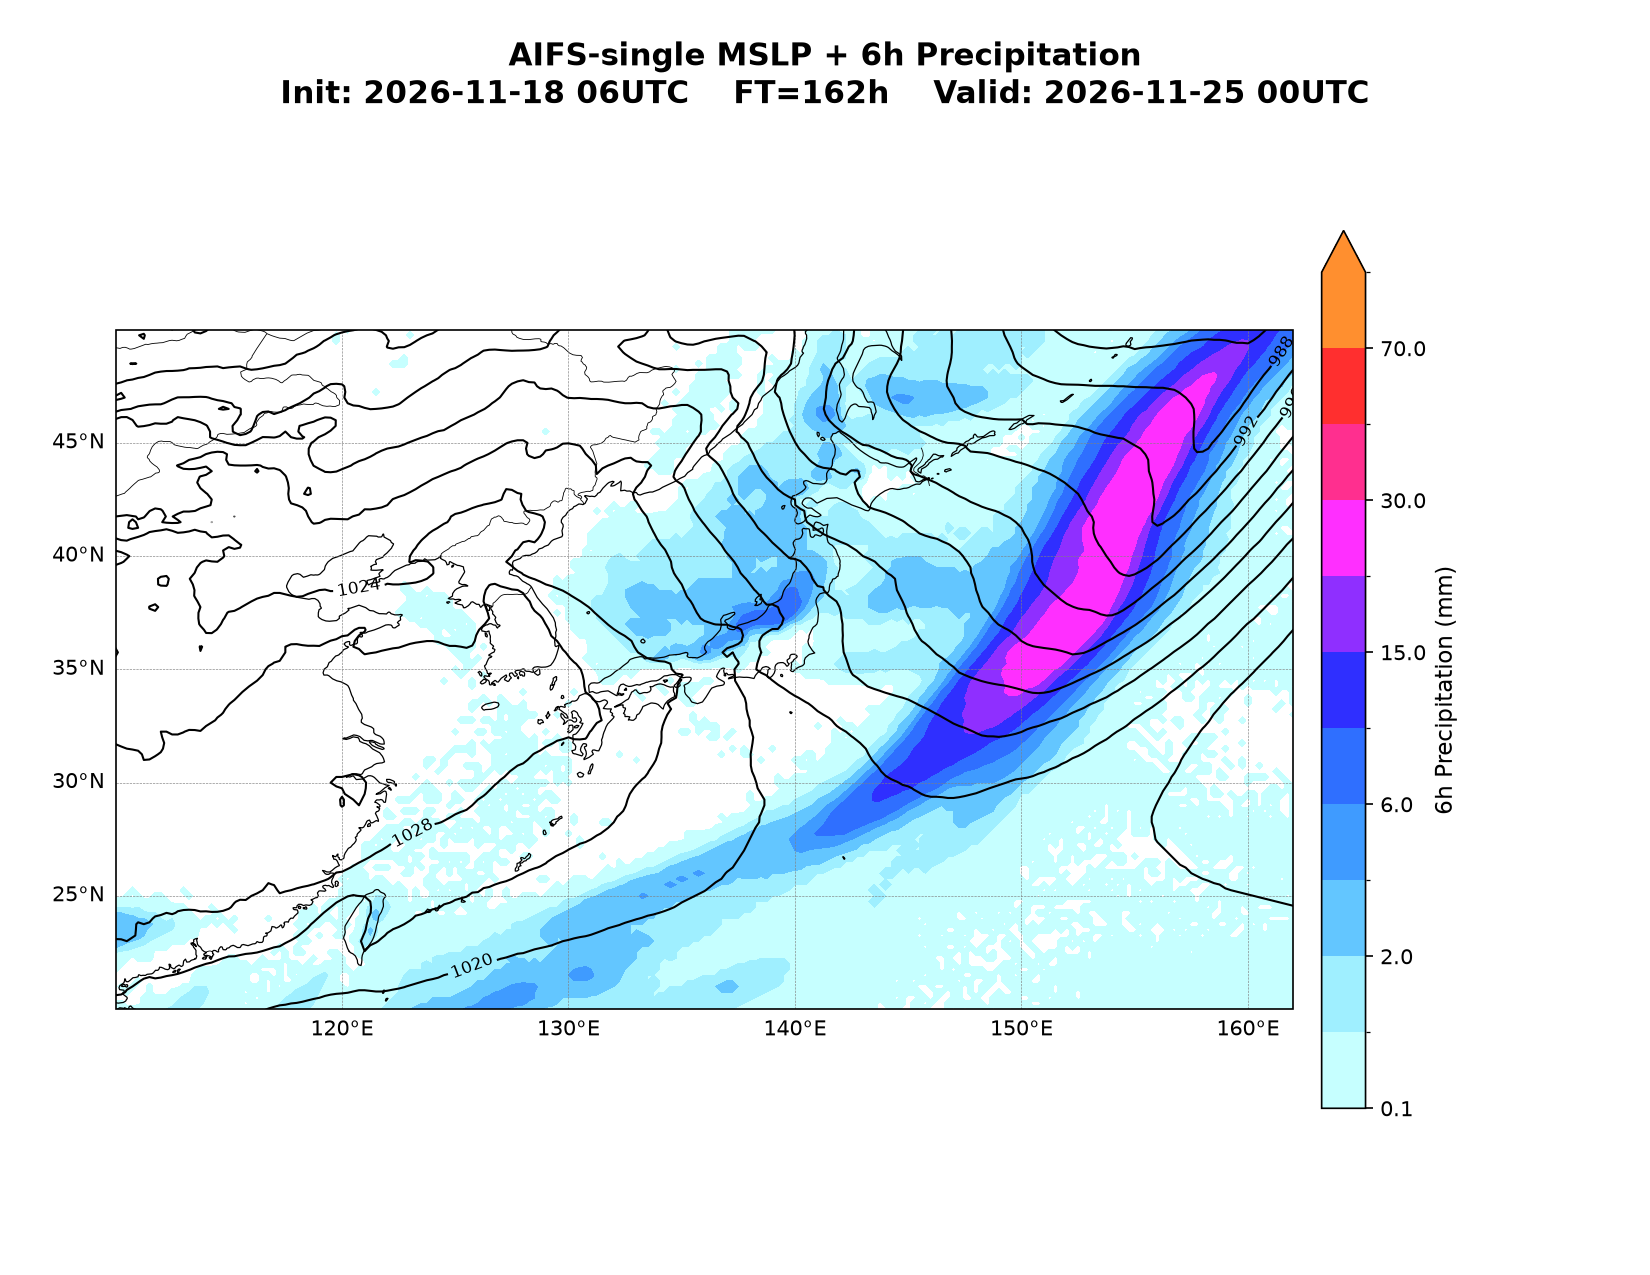 AIFS-single MSLP + 6h Precipitation
Init: 2026-11-18 06UTC    FT=162h    Valid: 2026-11-25 00UTC
70.0
30.0
15.0
6.0
2.0
0.1
6h Precipitation (mm)
45°N
40°N
35°N
30°N
25°N
120°E
130°E
140°E
150°E
160°E
988
992
1024
1028
1020